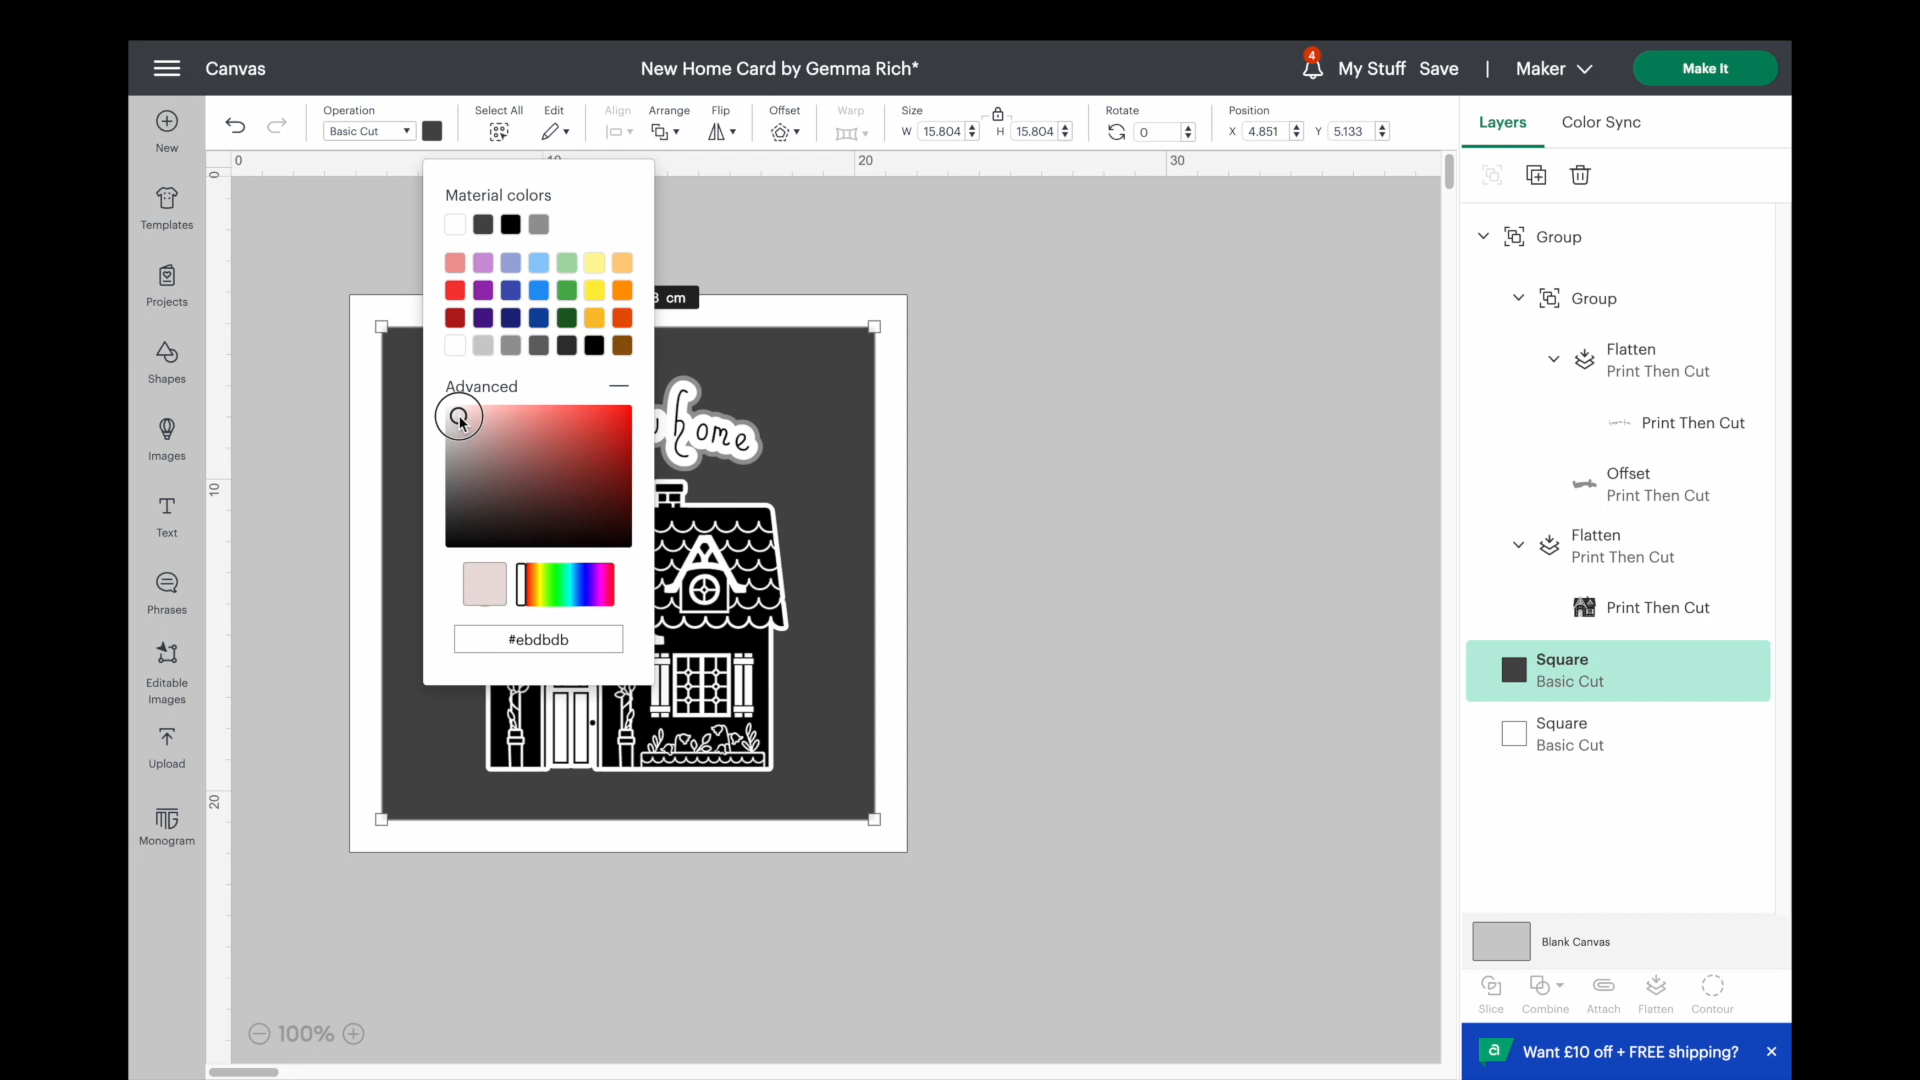 Canvas
New Home Card by Gemma Rich*
4
My Stuff
Save
|
Maker
Make It
Operation
Basic Cut
Select All
Edit
Align
Arrange
Flip
Offset
Warp
Size
W 15.804
H 15.804
Rotate
0
Position
X 4.851
Y 5.133
Layers
Color Sync
New
Templates
Projects
Shapes
Images
Text
Phrases
Editable
Images
Upload
Monogram
0
20
30
0
10
20
Material colors
Advanced
#ebdbdb
cm
home
100%
Group
Group
Flatten
Print Then Cut
Print Then Cut
Offset
Print Then Cut
Flatten
Print Then Cut
Print Then Cut
Square
Basic Cut
Square
Basic Cut
Blank Canvas
Slice
Combine
Attach
Flatten
Contour
a
Want £10 off + FREE shipping?